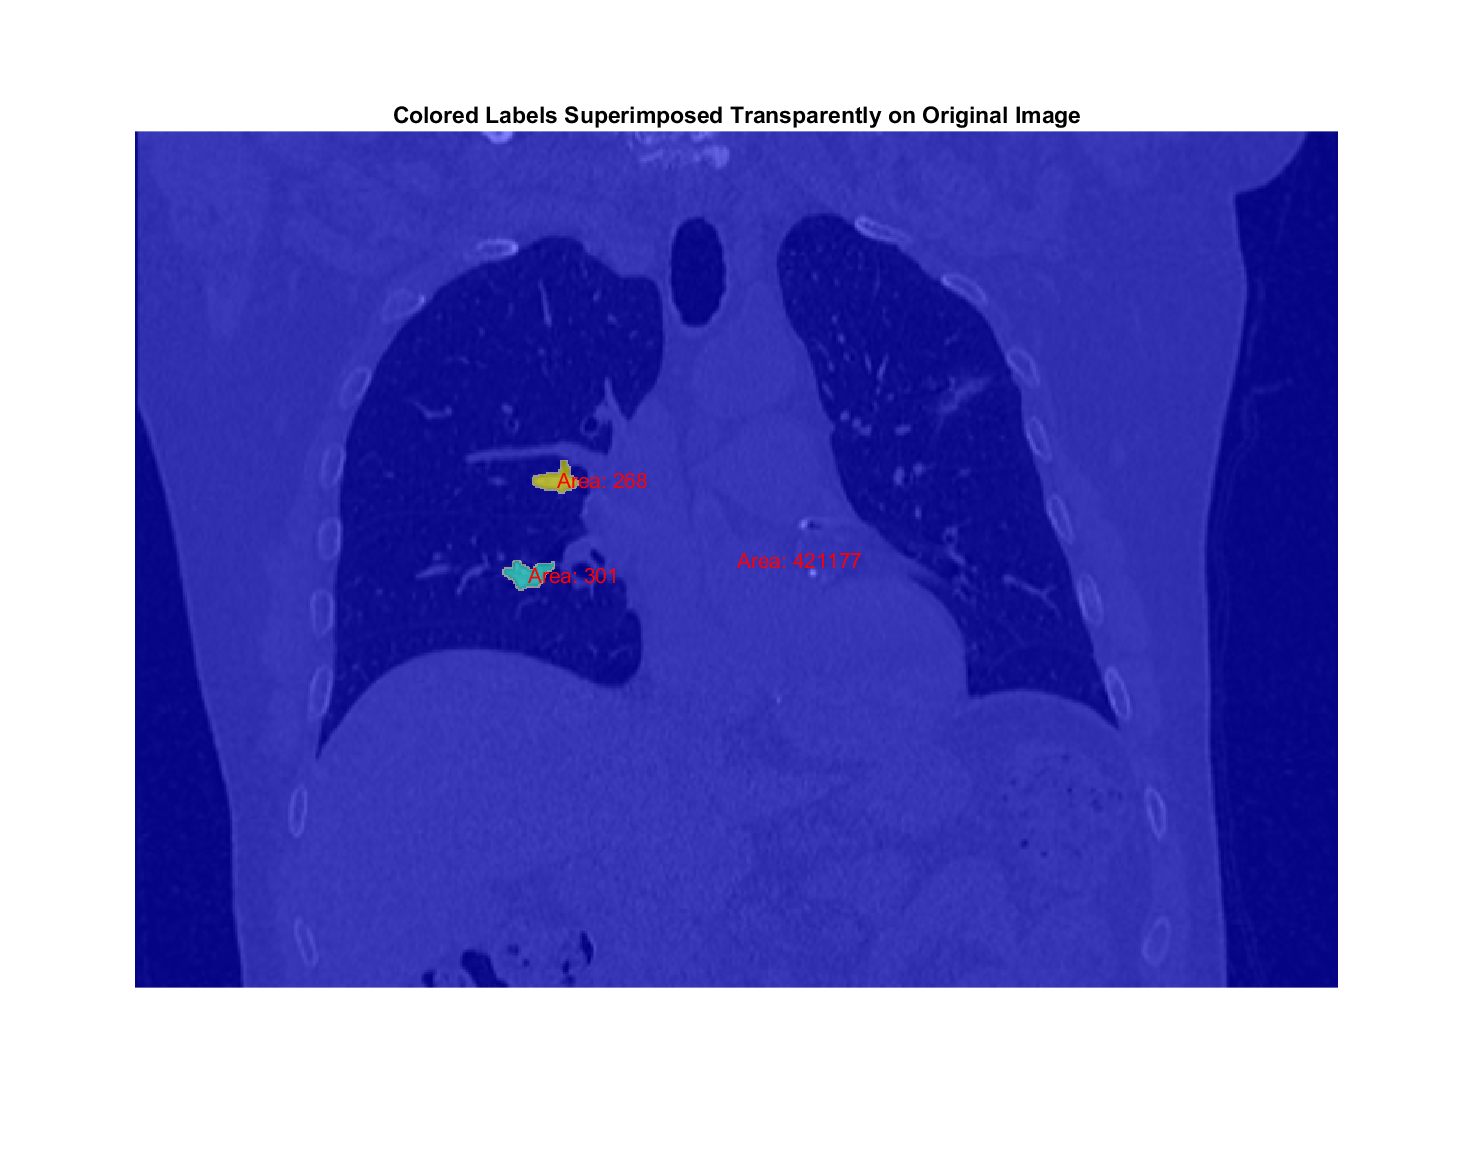 Colored Labels Superimposed Transparently on Original Image
Area: 268
Area: 421177
Area: 301